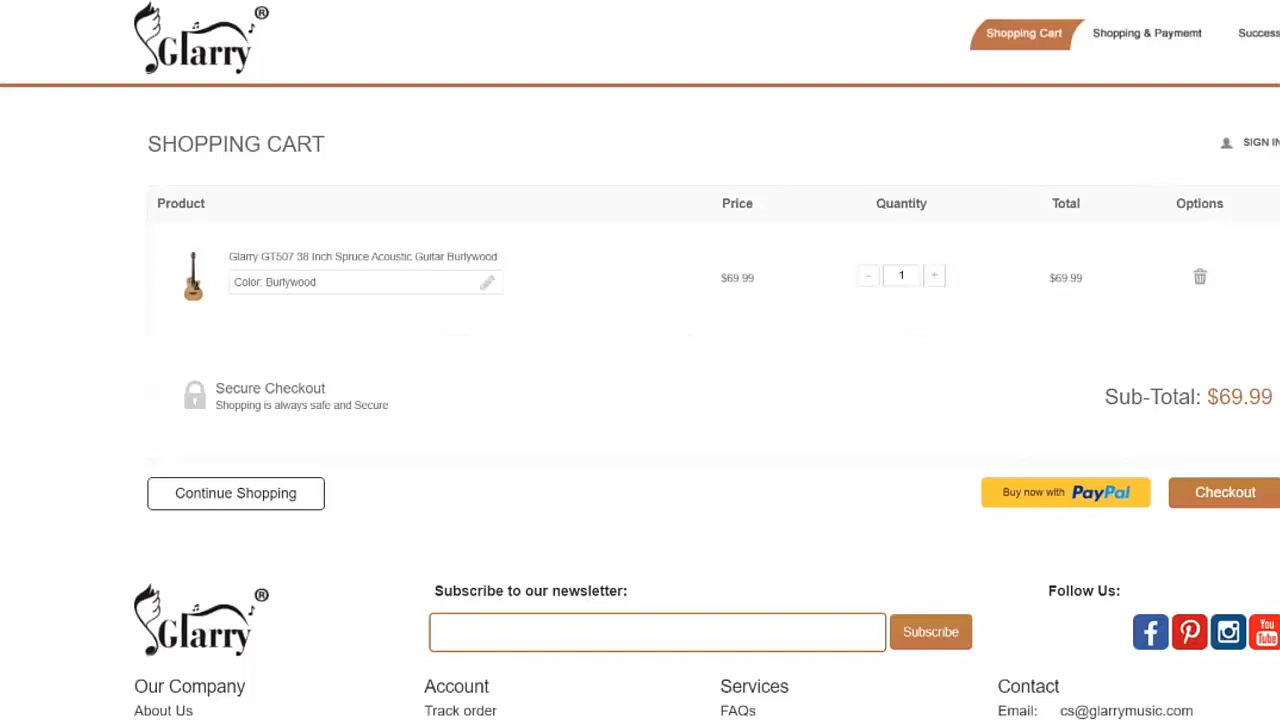 Glarry®
Shopping Cart Shopping & Paymemt Success
SHOPPING CART
SIGN IN
Product Price Quantity Total Options
Glarry GT507 38 Inch Spruce Acoustic Guitar Burlywood
Color: Burlywood
$69.99 - 1 + $69.99
Secure Checkout
Shopping is always safe and Secure
Sub-Total: $69.99
Continue Shopping
Buy now with PayPal
Checkout
Glarry®
Subscribe to our newsletter:
Subscribe
Follow Us:
You
Tube
Our Company Account Services Contact
About Us Track order FAQs Email: cs@glarrymusic.com